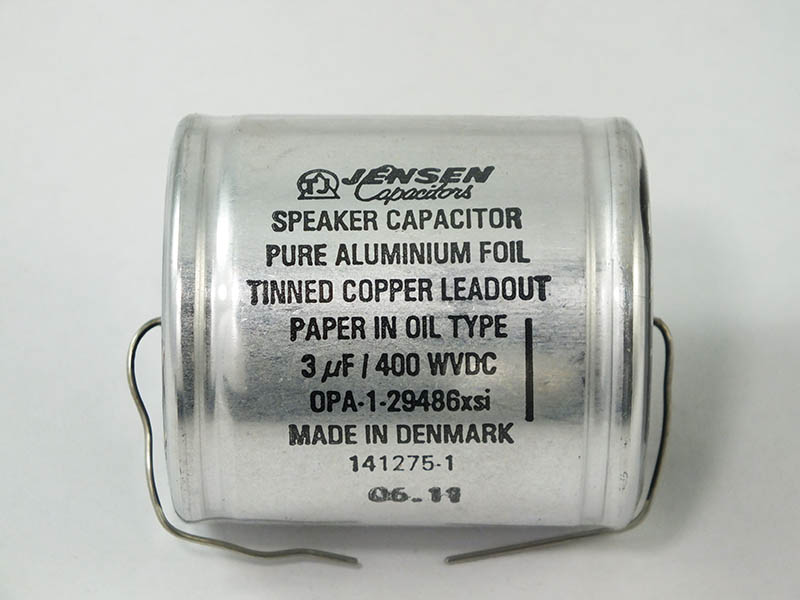 TJ JENSEN
Capacitors
SPEAKER CAPACITOR
PURE ALUMINIUM FOIL
TINNED COPPER LEADOUT
PAPER IN OIL TYPE
3 µF / 400 WVDC
OPA-1-29486xsi
MADE IN DENMARK
141275-1
06.11